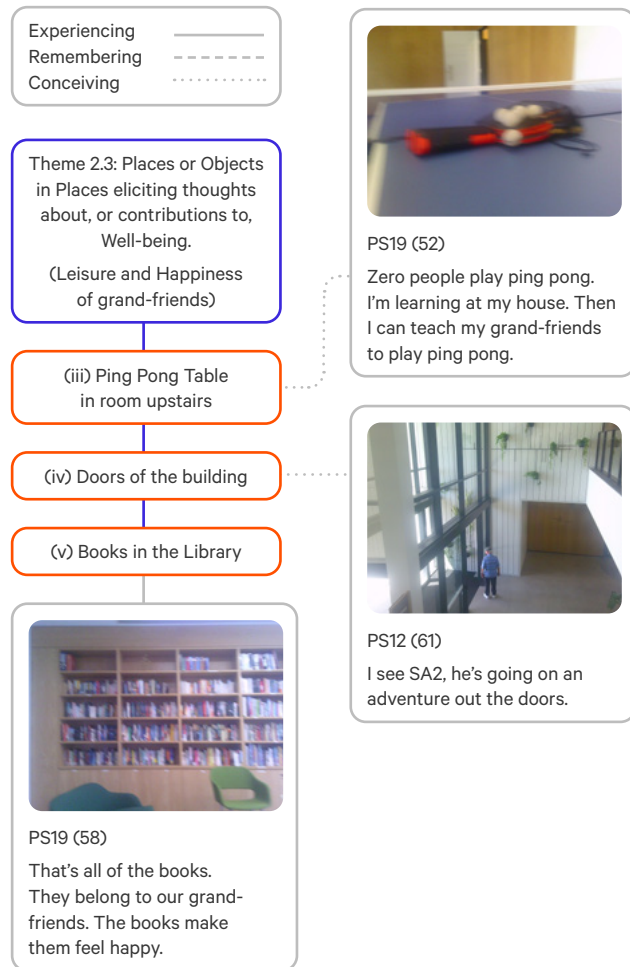 Experiencing
Remembering
Conceiving
Theme 2.3: Places or Objects
in Places eliciting thoughts
about, or contributions to,
Well-being.
(Leisure and Happiness
of grand-friends)
(iii) Ping Pong Table
in room upstairs
(iv) Doors of the building
(v) Books in the Library
PS19 (58)
That’s all of the books.
They belong to our grand-
friends. The books make
them feel happy.
PS19 (52)
Zero people play ping pong.
I’m learning at my house. Then
I can teach my grand-friends
to play ping pong.
PS12 (61)
I see SA2, he’s going on an
adventure out the doors.